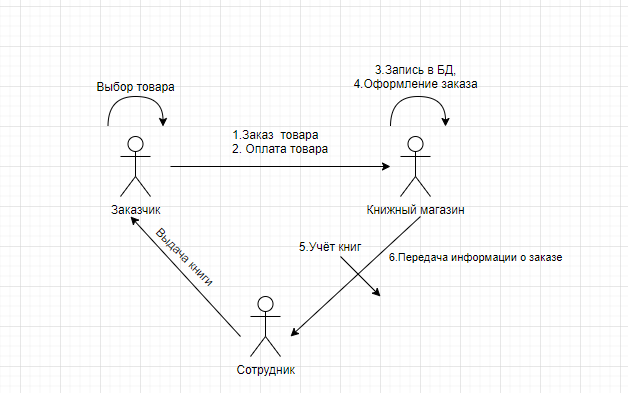 Выбор товара
3.Запись в БД,
4.Оформление заказа
1.Заказ товара
2. Оплата товара
Заказчик
Книжный магазин
Выдача книги
5.Учёт книг
6.Передача информации о заказе
Сотрудник